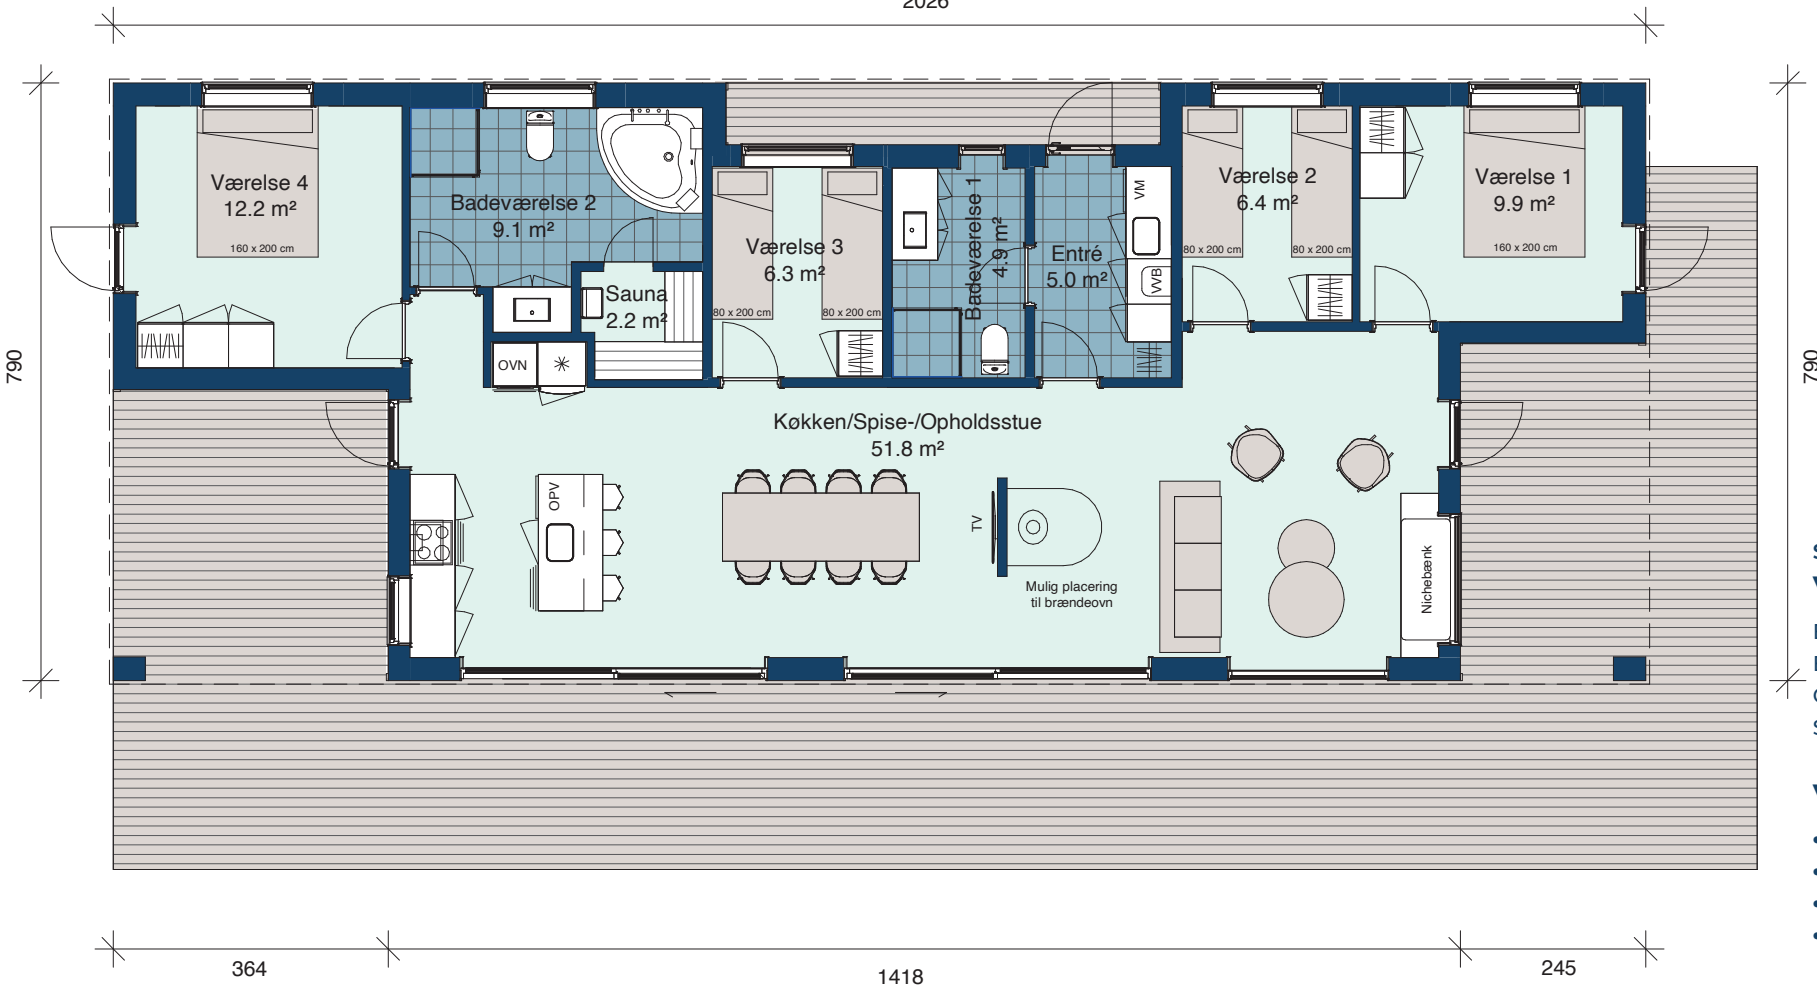 2026
790
790
Værelse 4
12.2 m²
160 x 200 cm
Badeværelse 2
9.1 m²
Sauna
2.2 m²
OVN
Værelse 3
6.3 m²
80 x 200 cm
80 x 200 cm
Badeværelse 1
4.9 m²
Entré
5.0 m²
VM
VVB
Værelse 2
6.4 m²
80 x 200 cm
80 x 200 cm
Værelse 1
9.9 m²
160 x 200 cm
Køkken/Spise-/Opholdsstue
51.8 m²
OPV
TV
Mulig placering
til brændeovn
Nichebænk
364
1418
245